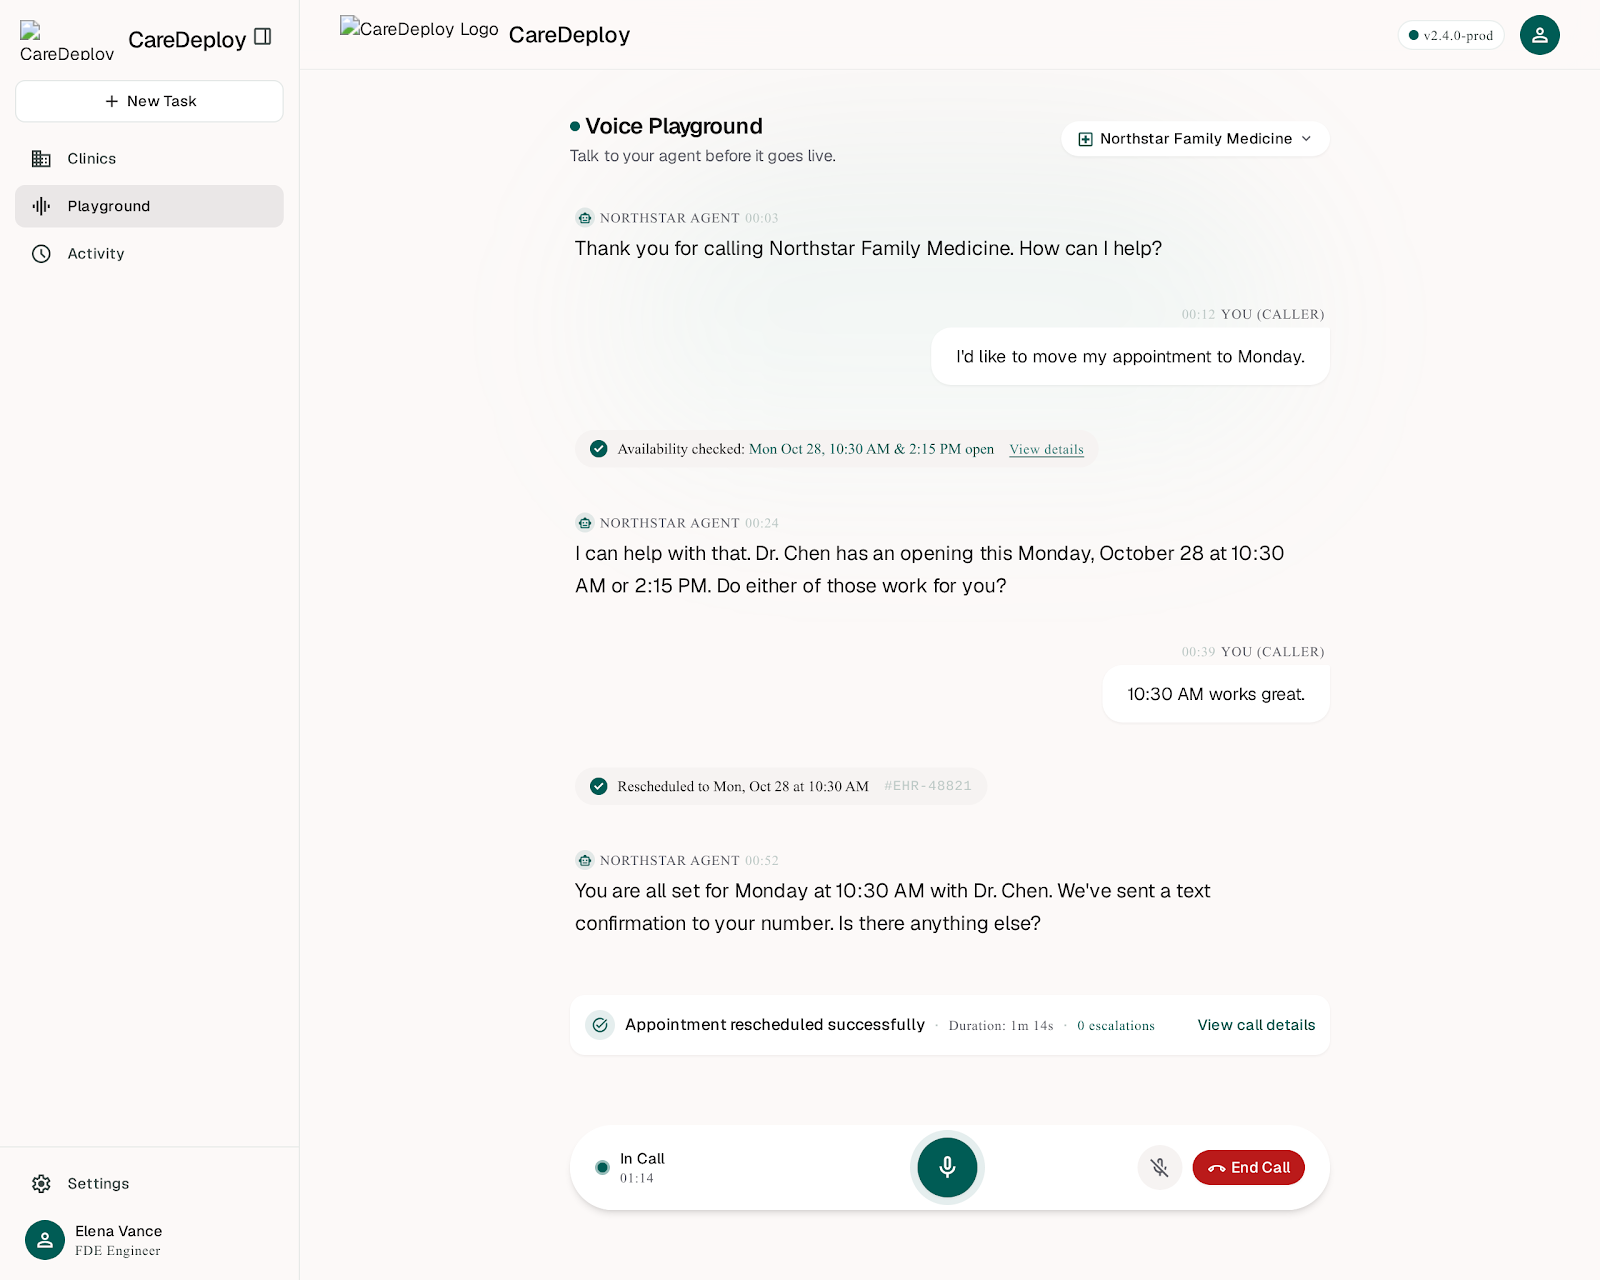 CareDeploy
CareDeploy
New Task
Clinics
Playground
Activity
Settings
Elena Vance
FDE Engineer
CareDeploy Logo
CareDeploy
v2.4.0-prod
Voice Playground
Talk to your agent before it goes live.
Northstar Family Medicine
NORTHSTAR AGENT 00:03
Thank you for calling Northstar Family Medicine. How can I help?
00:12 YOU (CALLER)
I'd like to move my appointment to Monday.
Availability checked: Mon Oct 28, 10:30 AM & 2:15 PM open View details
NORTHSTAR AGENT 00:24
I can help with that. Dr. Chen has an opening this Monday, October 28 at 10:30
AM or 2:15 PM. Do either of those work for you?
00:39 YOU (CALLER)
10:30 AM works great.
Rescheduled to Mon, Oct 28 at 10:30 AM #EHR-48821
NORTHSTAR AGENT 00:52
You are all set for Monday at 10:30 AM with Dr. Chen. We've sent a text
confirmation to your number. Is there anything else?
Appointment rescheduled successfully · Duration: 1m 14s · 0 escalations View call details
In Call
01:14
End Call